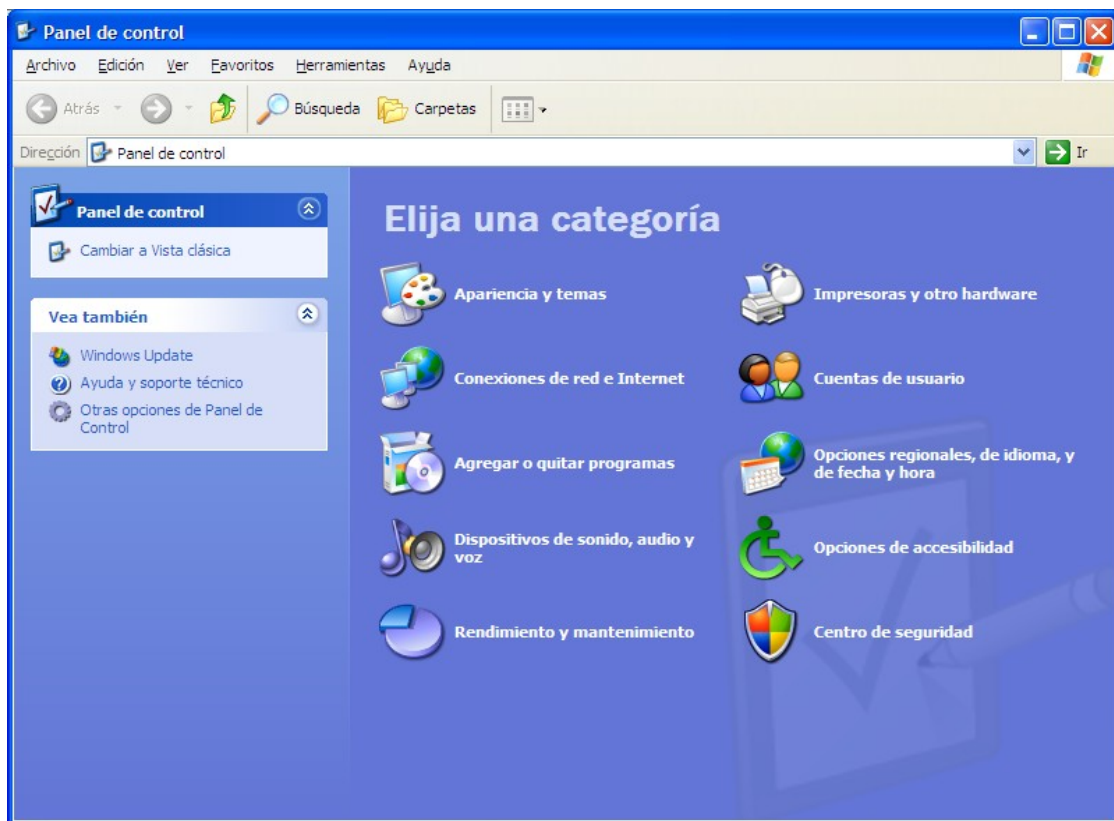 Panel de control
Archivo Edición Ver Favoritos Herramientas Ayuda
Atrás Búsqueda Carpetas
Dirección Panel de control Ir
Panel de control
Cambiar a Vista clásica
Vea también
Windows Update
Ayuda y soporte técnico
Otras opciones de Panel de
Control
Elija una categoría
Apariencia y temas
Impresoras y otro hardware
Conexiones de red e Internet
Cuentas de usuario
Agregar o quitar programas
Opciones regionales, de idioma, y
de fecha y hora
Dispositivos de sonido, audio y
voz
Opciones de accesibilidad
Rendimiento y mantenimiento
Centro de seguridad